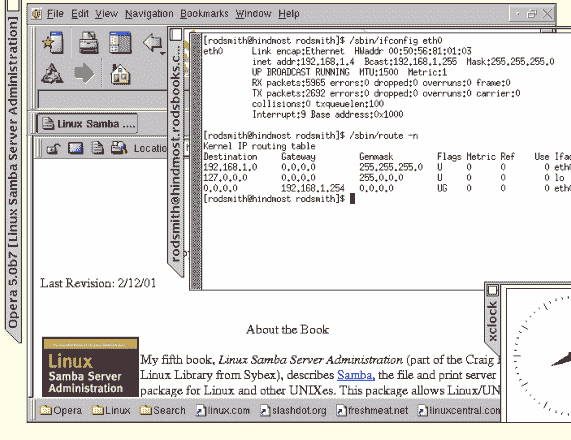 Opera 5.0b7 [Linux Samba Server Administration]
File Edit View Navigation Bookmarks Window Help
Linux Samba ....
Locatio
rodsmith@hindmost.rodsbooks.c...
[rodsmith@hindmost rodsmith]$ /sbin/ifconfig eth0
eth0 Link encap:Ethernet HWaddr 00:50:56:81:01:03
inet addr:192.168.1.4 Bcast:192.168.1.255 Mask:255.255.255.0
UP BROADCAST RUNNING MTU:1500 Metric:1
RX packets:5965 errors:0 dropped:0 overruns:0 frame:0
TX packets:2692 errors:0 dropped:0 overruns:0 carrier:0
collisions:0 txqueuelen:100
Interrupt:9 Base address:0x1000
[rodsmith@hindmost rodsmith]$ /sbin/route -n
Kernel IP routing table
Destination Gateway Genmask Flags Metric Ref Use Ifac
192.168.1.0 0.0.0.0 255.255.255.0 U 0 0 0 eth0
127.0.0.0 0.0.0.0 255.0.0.0 U 0 0 0 lo
0.0.0.0 192.168.1.254 0.0.0.0 UG 0 0 0 eth0
[rodsmith@hindmost rodsmith]$
Last Revision: 2/12/01
xclock
About the Book
Linux
Samba Server
Administration
My fifth book, Linux Samba Server Administration (part of the Craig
Linux Library from Sybex), describes Samba, the file and print server
package for Linux and other UNIXes. This package allows Linux/UN
Opera Linux Search linux.com slashdot.org freshmeat.net linuxcentral.con